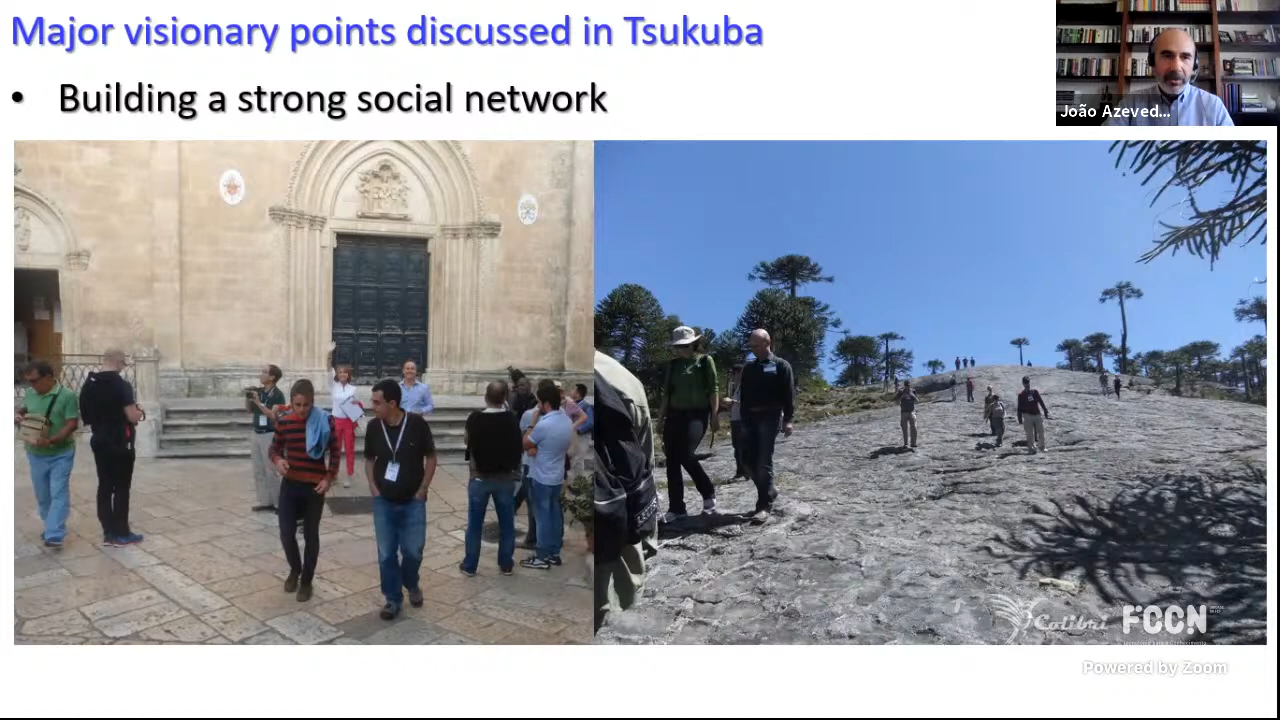 Major visionary points discussed in Tsukuba
João Azeved...
• Building a strong social network
Colibri FCCN
Powered by Zoom